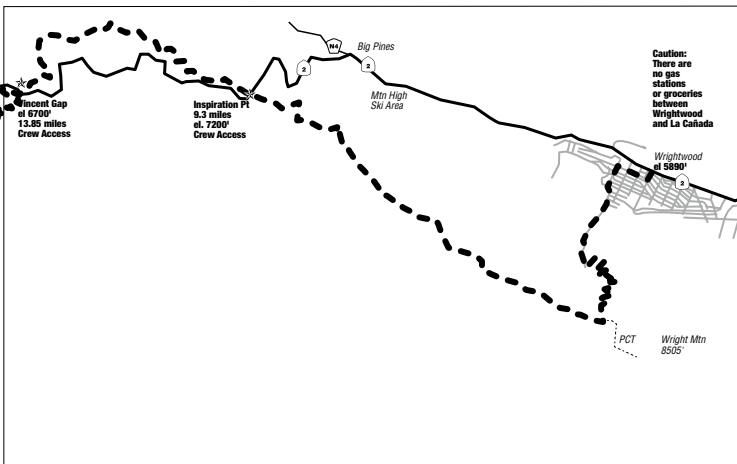 N4
Big Pines
2
2
Mtn High
Ski Area
Caution:
There are
no gas
stations
or groceries
between
Wrightwood
and La Cañada
Vincent Gap
el 6700'
13.85 miles
Crew Access
Inspiration Pt
9.3 miles
el. 7200'
Crew Access
Wrightwood
el 5890'
2
PCT
Wright Mtn
8505'